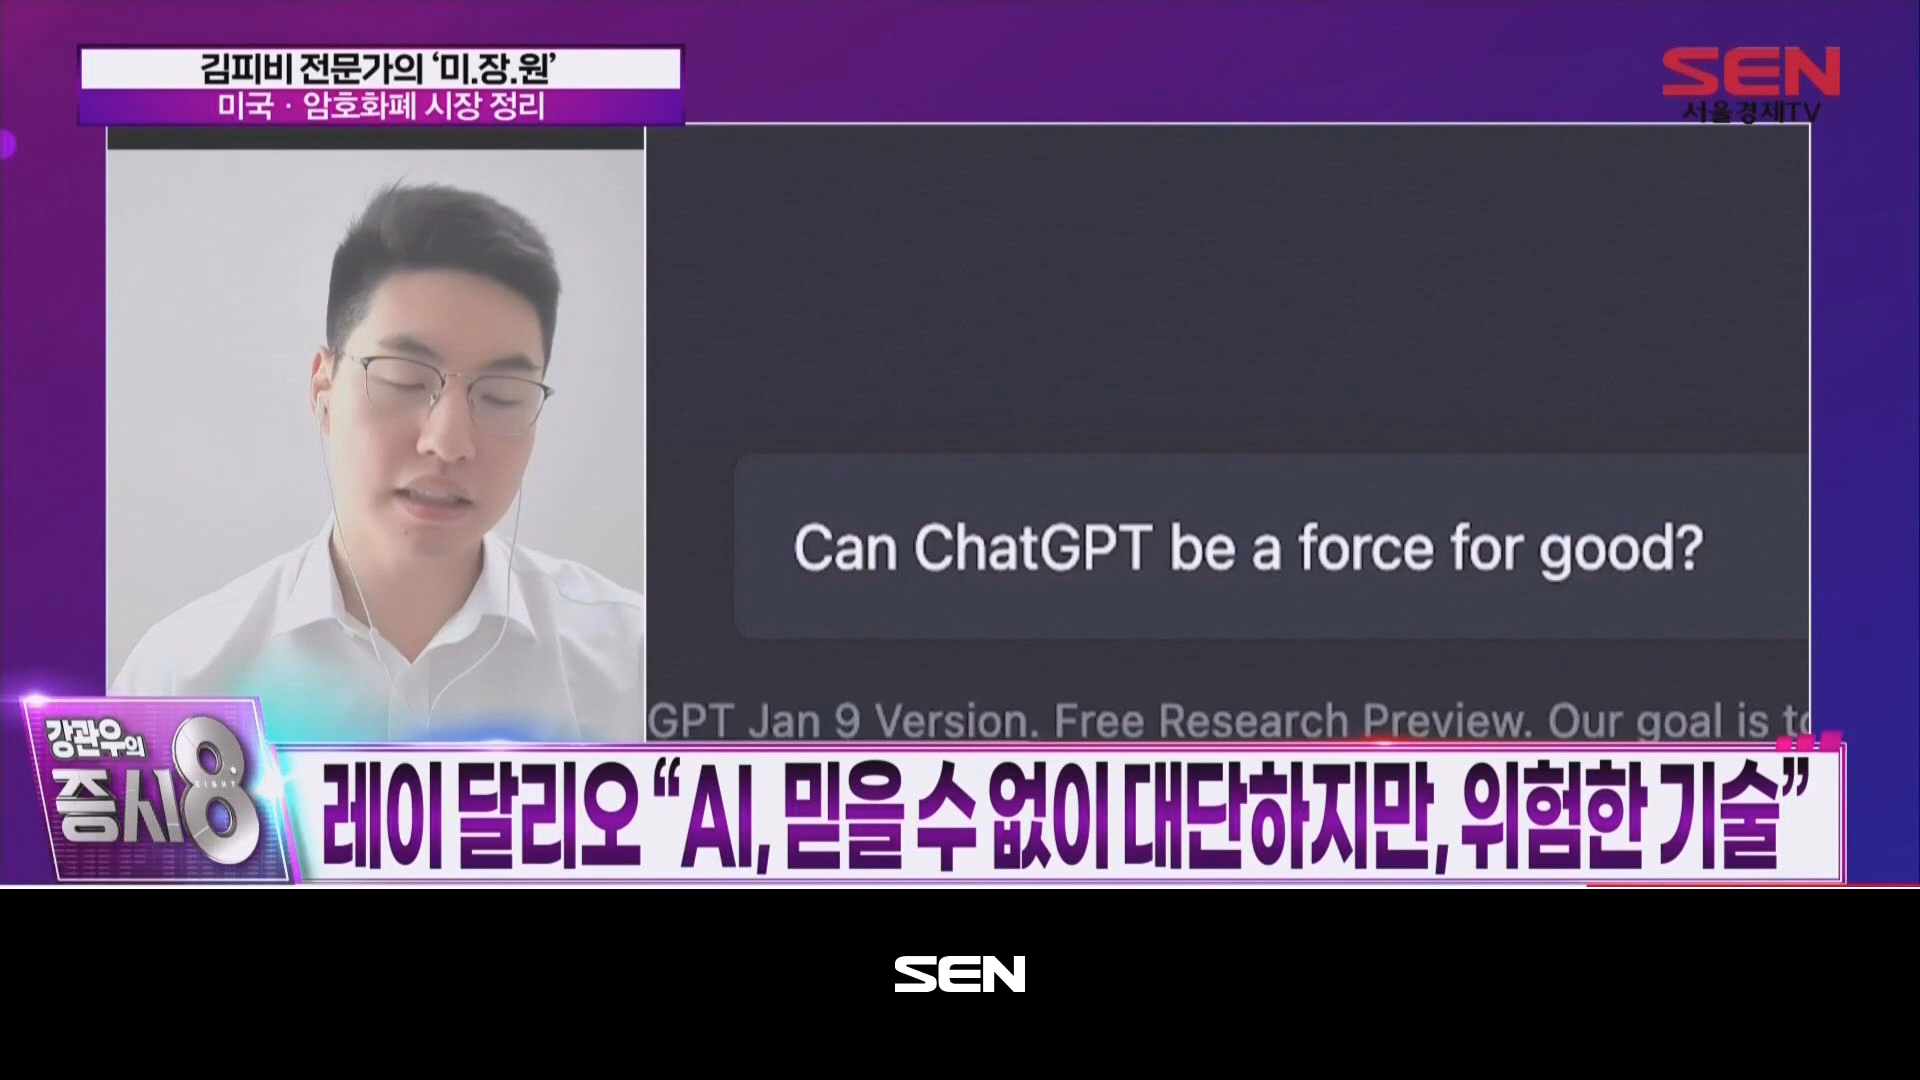 김피비 전문가의 ‘미.장.원’
미국 · 암호화폐 시장 정리
SEN
서울경제TV
Can ChatGPT be a force for good?
GPT Jan 9 Version. Free Research Preview. Our goal is to
강관우의
증시8
EIGHT
레이 달리오 “AI, 믿을 수 없이 대단하지만, 위험한 기술”
SEN